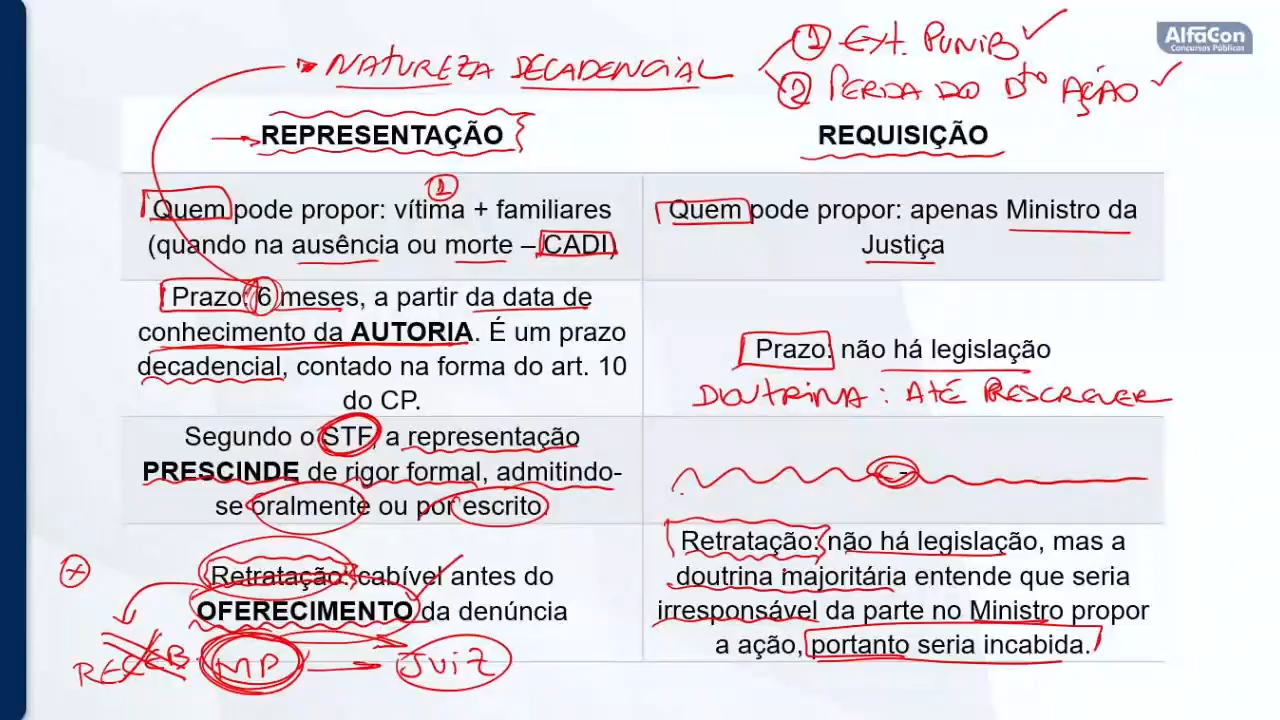 AlfaCon
Concursos Públicos
NATUREZA DECADENCIAL
1 EXT. PUNIB
2 PERDA DO Dto AÇÃO
REPRESENTAÇÃO
Quem pode propor: vítima + familiares
(quando na ausência ou morte – CADI)
Prazo: 6 meses, a partir da data de
conhecimento da AUTORIA. É um prazo
decadencial, contado na forma do art. 10
do CP.
Segundo o STF, a representação
PRESCINDE de rigor formal, admitindo-
se oralmente ou por escrito.
Retratação: cabível antes do
OFERECIMENTO da denúncia
RECEB. MP JUIZ
REQUISIÇÃO
Quem pode propor: apenas Ministro da
Justiça
Prazo: não há legislação
DOUTRINA: ATÉ PRESCREVER
Retratação: não há legislação, mas a
doutrina majoritária entende que seria
irresponsável da parte no Ministro propor
a ação, portanto seria incabida.